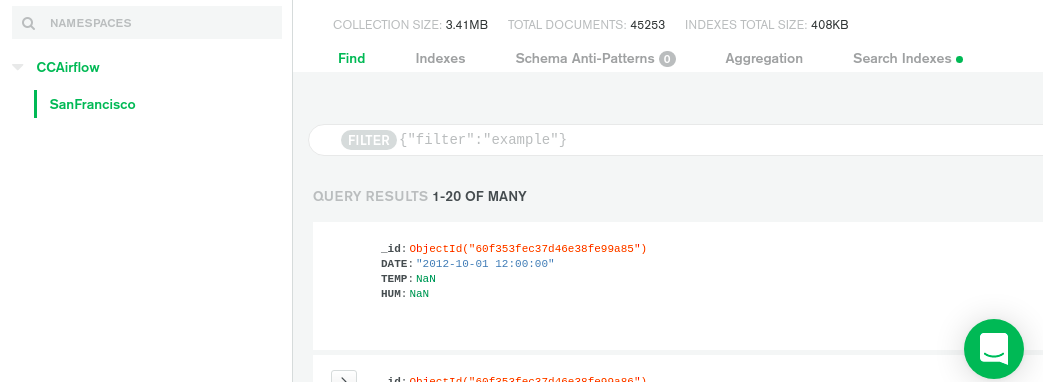 NAMESPACES
CCAirflow
SanFrancisco
COLLECTION SIZE: 3.41MB TOTAL DOCUMENTS: 45253 INDEXES TOTAL SIZE: 408KB
Find Indexes Schema Anti-Patterns 0 Aggregation Search Indexes
FILTER {"filter":"example"}
QUERY RESULTS 1-20 OF MANY
_id: ObjectId("60f353fec37d46e38fe99a85")
DATE: "2012-10-01 12:00:00"
TEMP: NaN
HUM: NaN
_id: ObjectId("60f353fec37d46e38fe99a86")